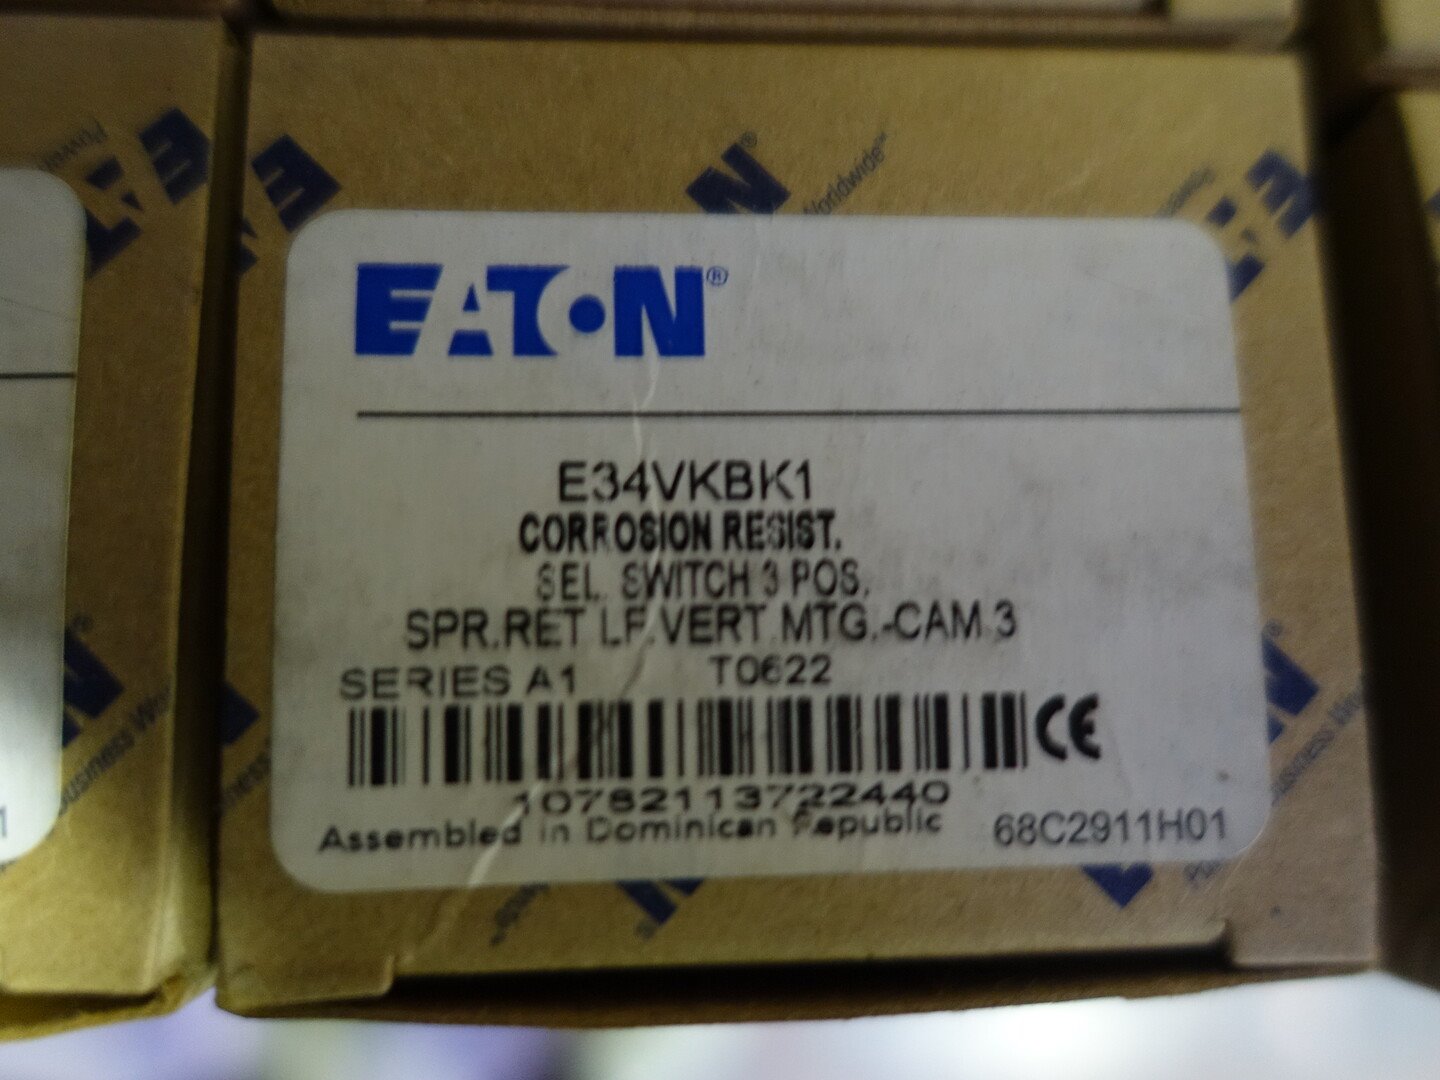 EATON®
E34VKBK1
CORROSION RESIST.
SEL. SWITCH 3 POS.
SPR.RET LF.VERT.MTG.-CAM 3
SERIES A1 T0622
CE
10782113722440
Assembled in Dominican Republic
68C2911H01
Worldwide™